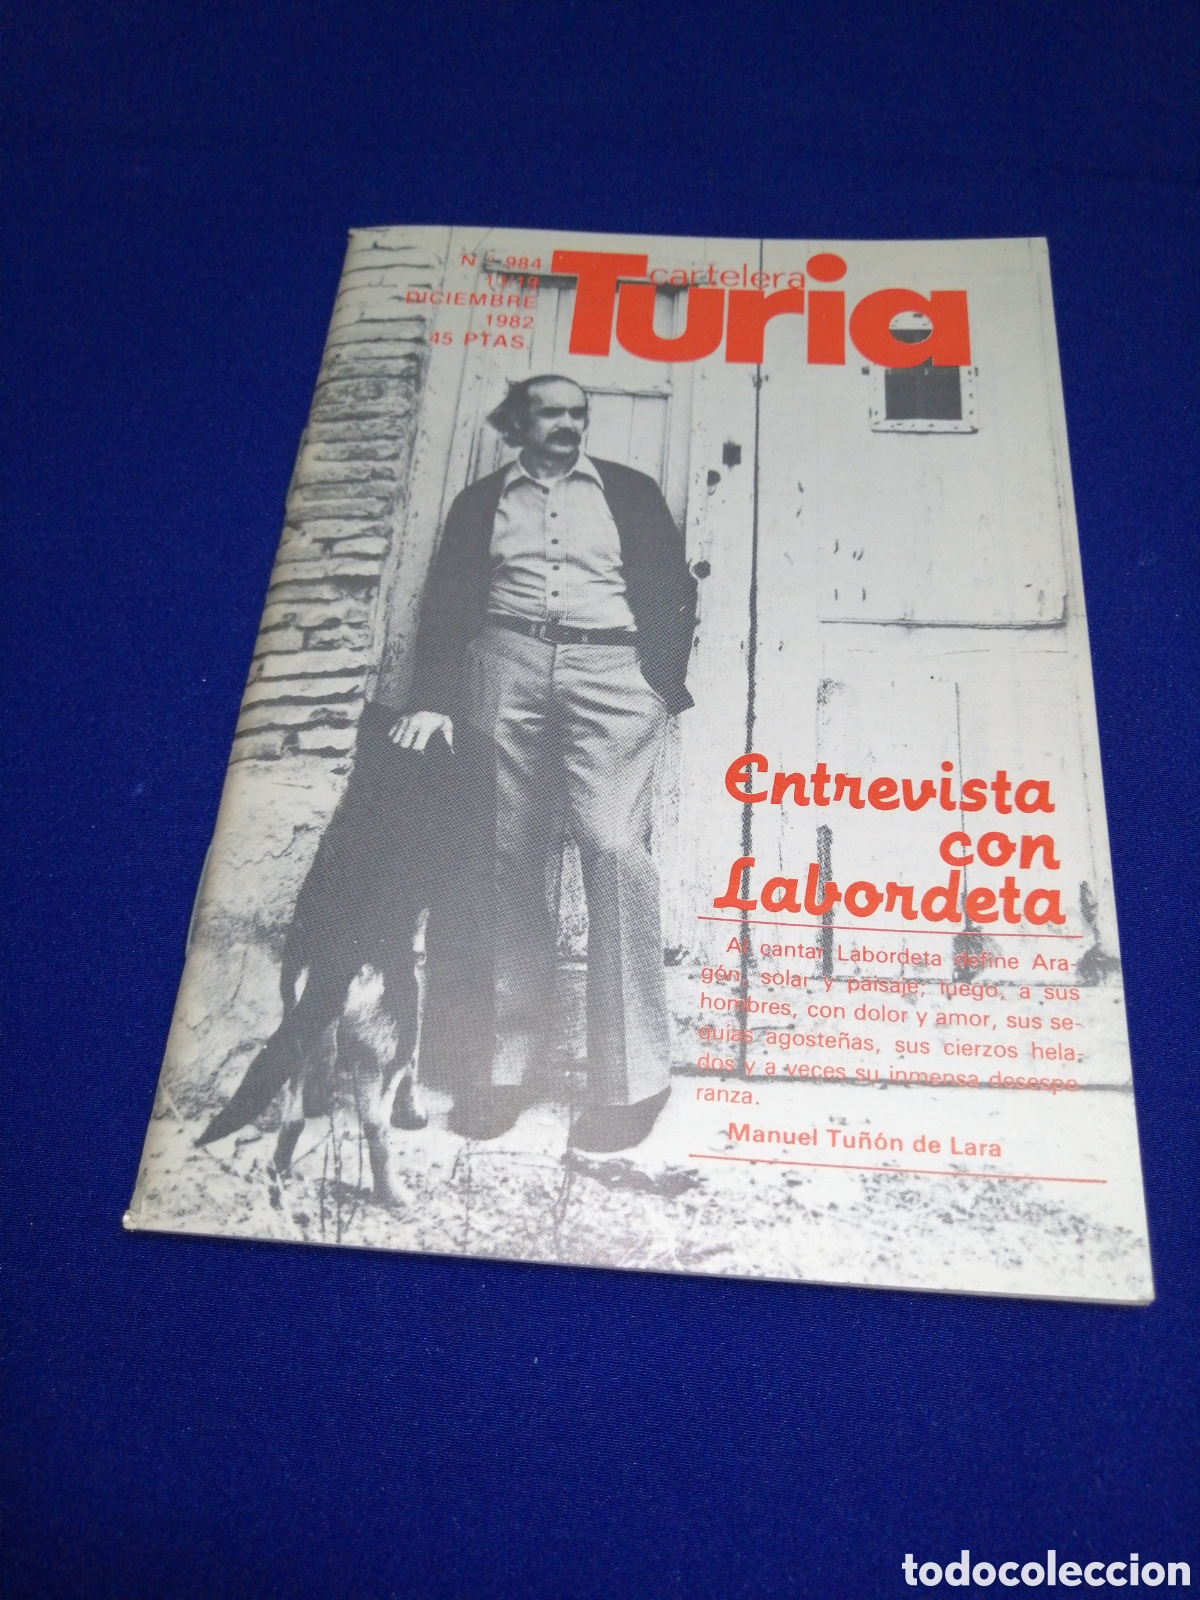 N.º 984
13-19
DICIEMBRE
1982
45 PTAS.
cartelera
Turia
Entrevista
con
Labordeta
Al cantar Labordeta define Ara-
gón, solar y paisaje, luego, a sus
hombres, con dolor y amor, sus se-
quías agosteñas, sus cierzos hela-
dos y a veces su inmensa desespe
ranza.
Manuel Tuñón de Lara
todocoleccion